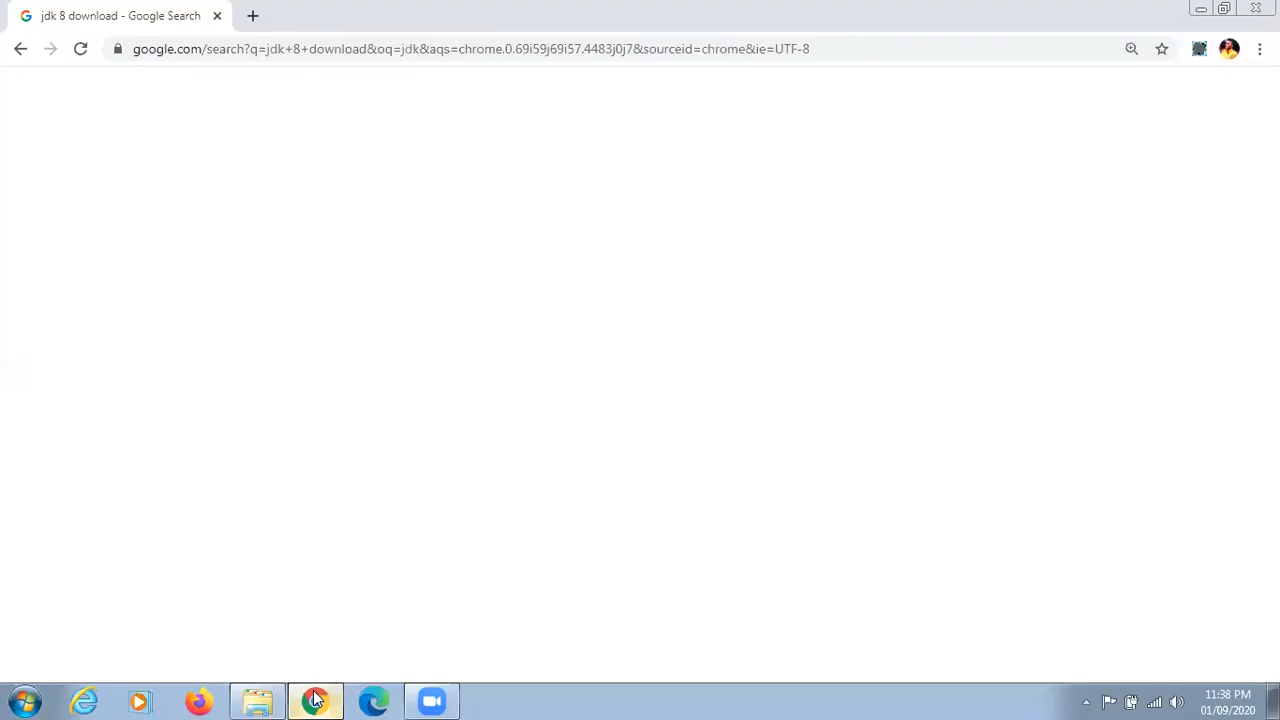 jdk 8 download - Google Search
google.com/search?q=jdk+8+download&oq=jdk&aqs=chrome.0.69i59j69i57.4483j0j7&sourceid=chrome&ie=UTF-8
11:38 PM
01/09/2020